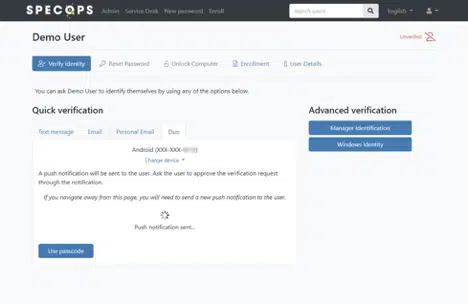 SPECOPS Admin Service Desk New password Enroll Search users English
Demo User
Unverified
Verify Identity Reset Password Unlock Computer Enrollment User Details
You can ask Demo User to identify themselves by using any of the options below.
Quick verification
Text message Email Personal Email Duo
Android (XXX-XXX-
Change device
A push notification will be sent to the user. Ask the user to approve the verification request
through the notification.
If you navigate away from this page, you will need to send a new push notification to the user.
Push notification sent...
Use passcode
Advanced verification
Manager Identification
Windows Identity